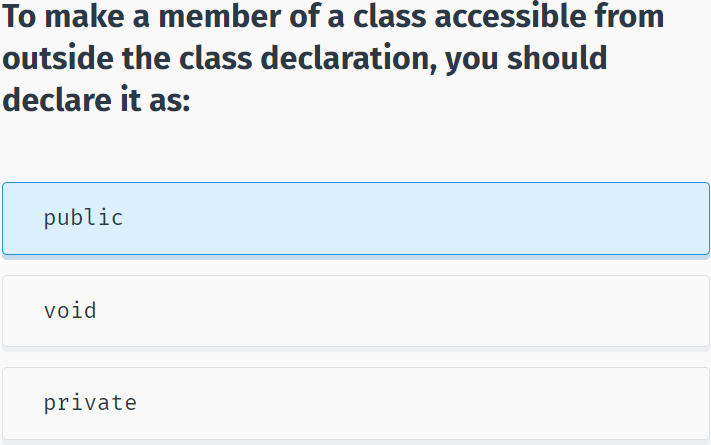 To make a member of a class accessible from
outside the class declaration, you should
declare it as:
public
void
private